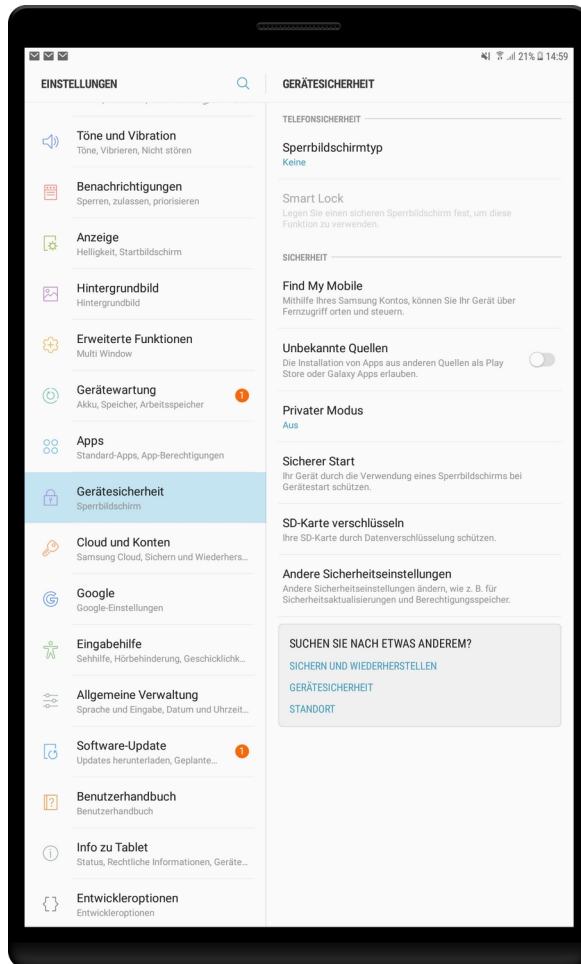 21% 14:59
EINSTELLUNGEN
Töne und Vibration
Töne, Vibrieren, Nicht stören
Benachrichtigungen
Sperren, zulassen, priorisieren
Anzeige
Helligkeit, Startbildschirm
Hintergrundbild
Hintergrundbild
Erweiterte Funktionen
Multi Window
Gerätewartung
Akku, Speicher, Arbeitsspeicher
1
Apps
Standard-Apps, App-Berechtigungen
Gerätesicherheit
Sperrbildschirm
Cloud und Konten
Samsung Cloud, Sichern und Wiederhers...
Google
Google-Einstellungen
Eingabehilfe
Sehhilfe, Hörbehinderung, Geschicklichk...
Allgemeine Verwaltung
Sprache und Eingabe, Datum und Uhrzeit...
Software-Update
Updates herunterladen, Geplante...
1
Benutzerhandbuch
Benutzerhandbuch
Info zu Tablet
Status, Rechtliche Informationen, Geräte...
Entwickleroptionen
Entwickleroptionen
GERÄTESICHERHEIT
TELEFONSICHERHEIT
Sperrbildschirmtyp
Keine
Smart Lock
Legen Sie einen sicheren Sperrbildschirm fest, um diese
Funktion zu verwenden.
SICHERHEIT
Find My Mobile
Mithilfe Ihres Samsung Kontos, können Sie Ihr Gerät über
Fernzugriff orten und steuern.
Unbekannte Quellen
Die Installation von Apps aus anderen Quellen als Play
Store oder Galaxy Apps erlauben.
Privater Modus
Aus
Sicherer Start
Ihr Gerät durch die Verwendung eines Sperrbildschirms bei
Gerätestart schützen.
SD-Karte verschlüsseln
Ihre SD-Karte durch Datenverschlüsselung schützen.
Andere Sicherheitseinstellungen
Andere Sicherheitseinstellungen ändern, wie z. B. für
Sicherheitsaktualisierungen und Berechtigungsspeicher.
SUCHEN SIE NACH ETWAS ANDEREM?
SICHERN UND WIEDERHERSTELLEN
GERÄTESICHERHEIT
STANDORT